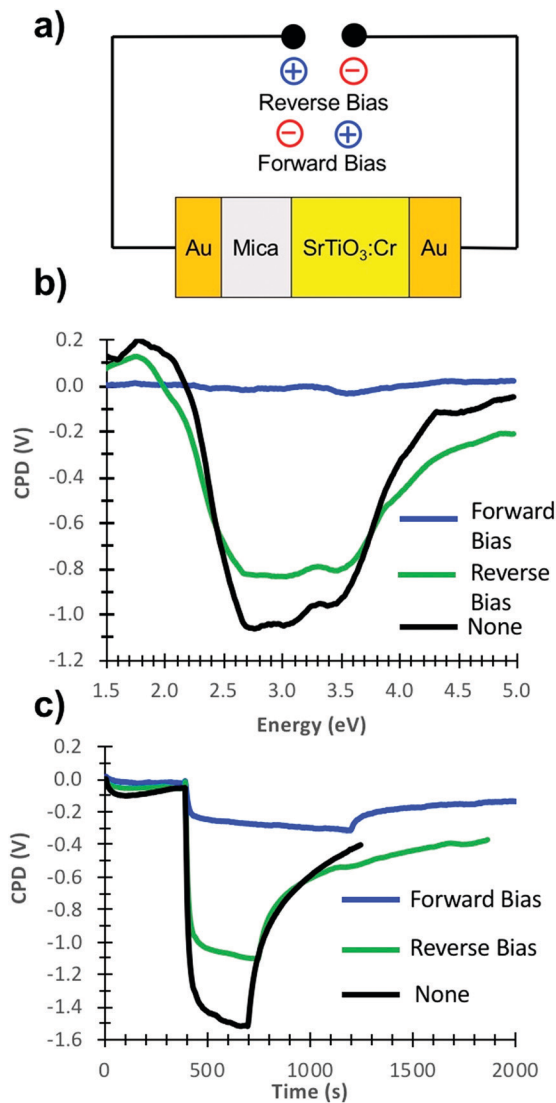 a)
+ −
Reverse Bias
− +
Forward Bias
Au Mica SrTiO₃:Cr Au
b)
0.2
0.0
-0.2
-0.4
-0.6
-0.8
-1.0
-1.2
CPD (V)
Forward
Bias
Reverse
Bias
None
1.5 2.0 2.5 3.0 3.5 4.0 4.5 5.0
Energy (eV)
c)
0.2
0.0
-0.2
-0.4
-0.6
-0.8
-1.0
-1.2
-1.4
-1.6
CPD (V)
Forward Bias
Reverse Bias
None
0 500 1000 1500 2000
Time (s)